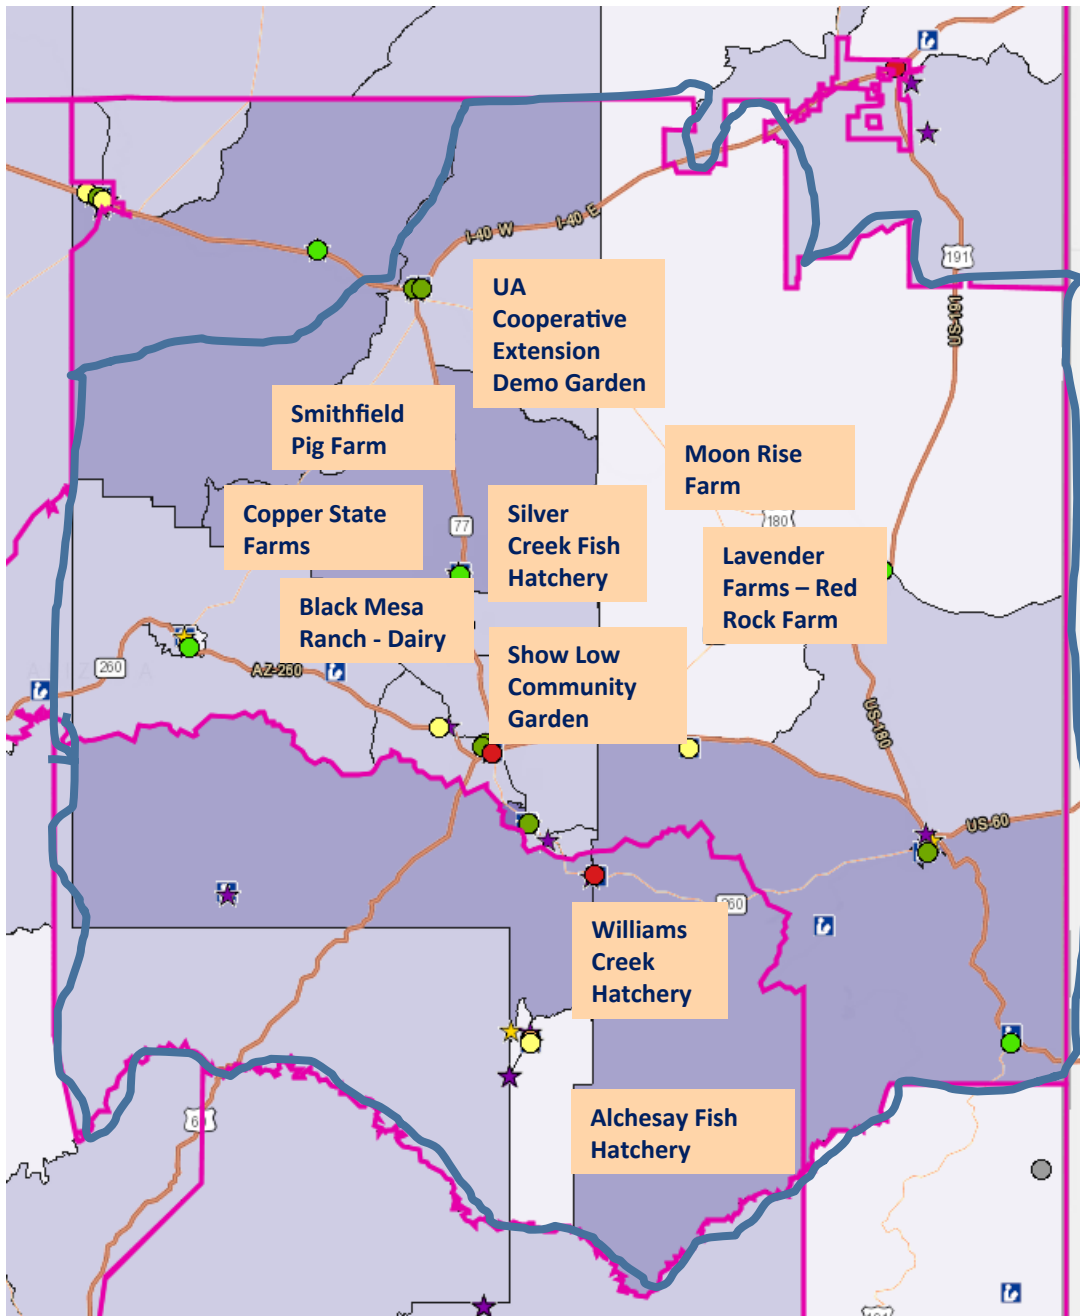 I-40 W
I-40 E
191
US-191
UA
Cooperative
Extension
Demo Garden
Smithfield
Pig Farm
Moon Rise
Farm
Copper State
Farms
Silver
Creek Fish
Hatchery
77
180
Lavender
Farms – Red
Rock Farm
Black Mesa
Ranch - Dairy
Show Low
Community
Garden
260
AZ-260
US-180
US-60
260
Williams
Creek
Hatchery
Alchesay Fish
Hatchery